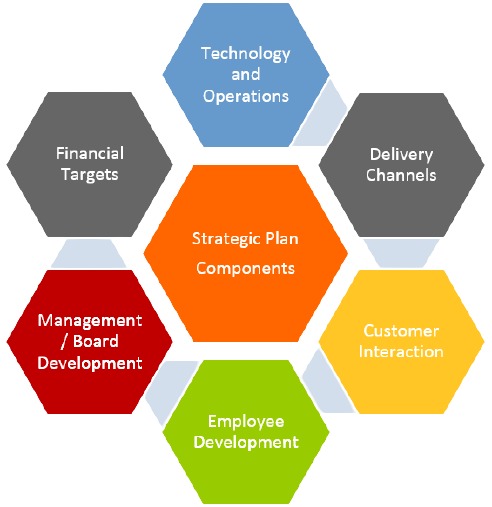 Technology
and
Operations
Financial
Targets
Delivery
Channels
Strategic Plan
Components
Management
/ Board
Development
Customer
Interaction
Employee
Development